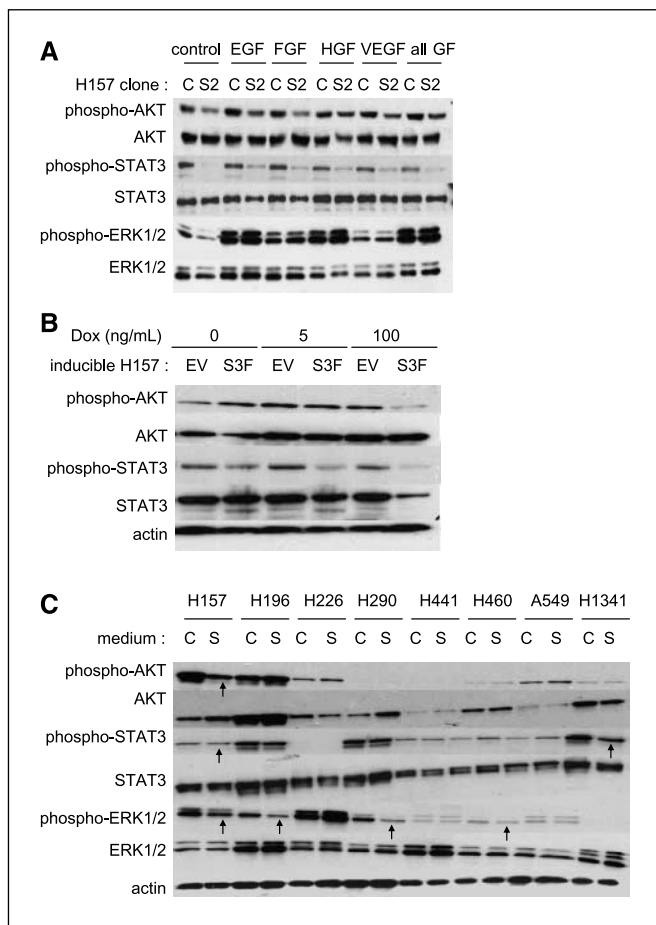 A
control EGF FGF HGF VEGF all GF
H157 clone : C S2 C S2 C S2 C S2 C S2 C S2
phospho-AKT
AKT
phospho-STAT3
STAT3
phospho-ERK1/2
ERK1/2
B
Dox (ng/mL) 0 5 100
inducible H157 : EV S3F EV S3F EV S3F
phospho-AKT
AKT
phospho-STAT3
STAT3
actin
C
H157 H196 H226 H290 H441 H460 A549 H1341
medium : C S C S C S C S C S C S C S C S
phospho-AKT
AKT
phospho-STAT3
STAT3
phospho-ERK1/2
ERK1/2
actin